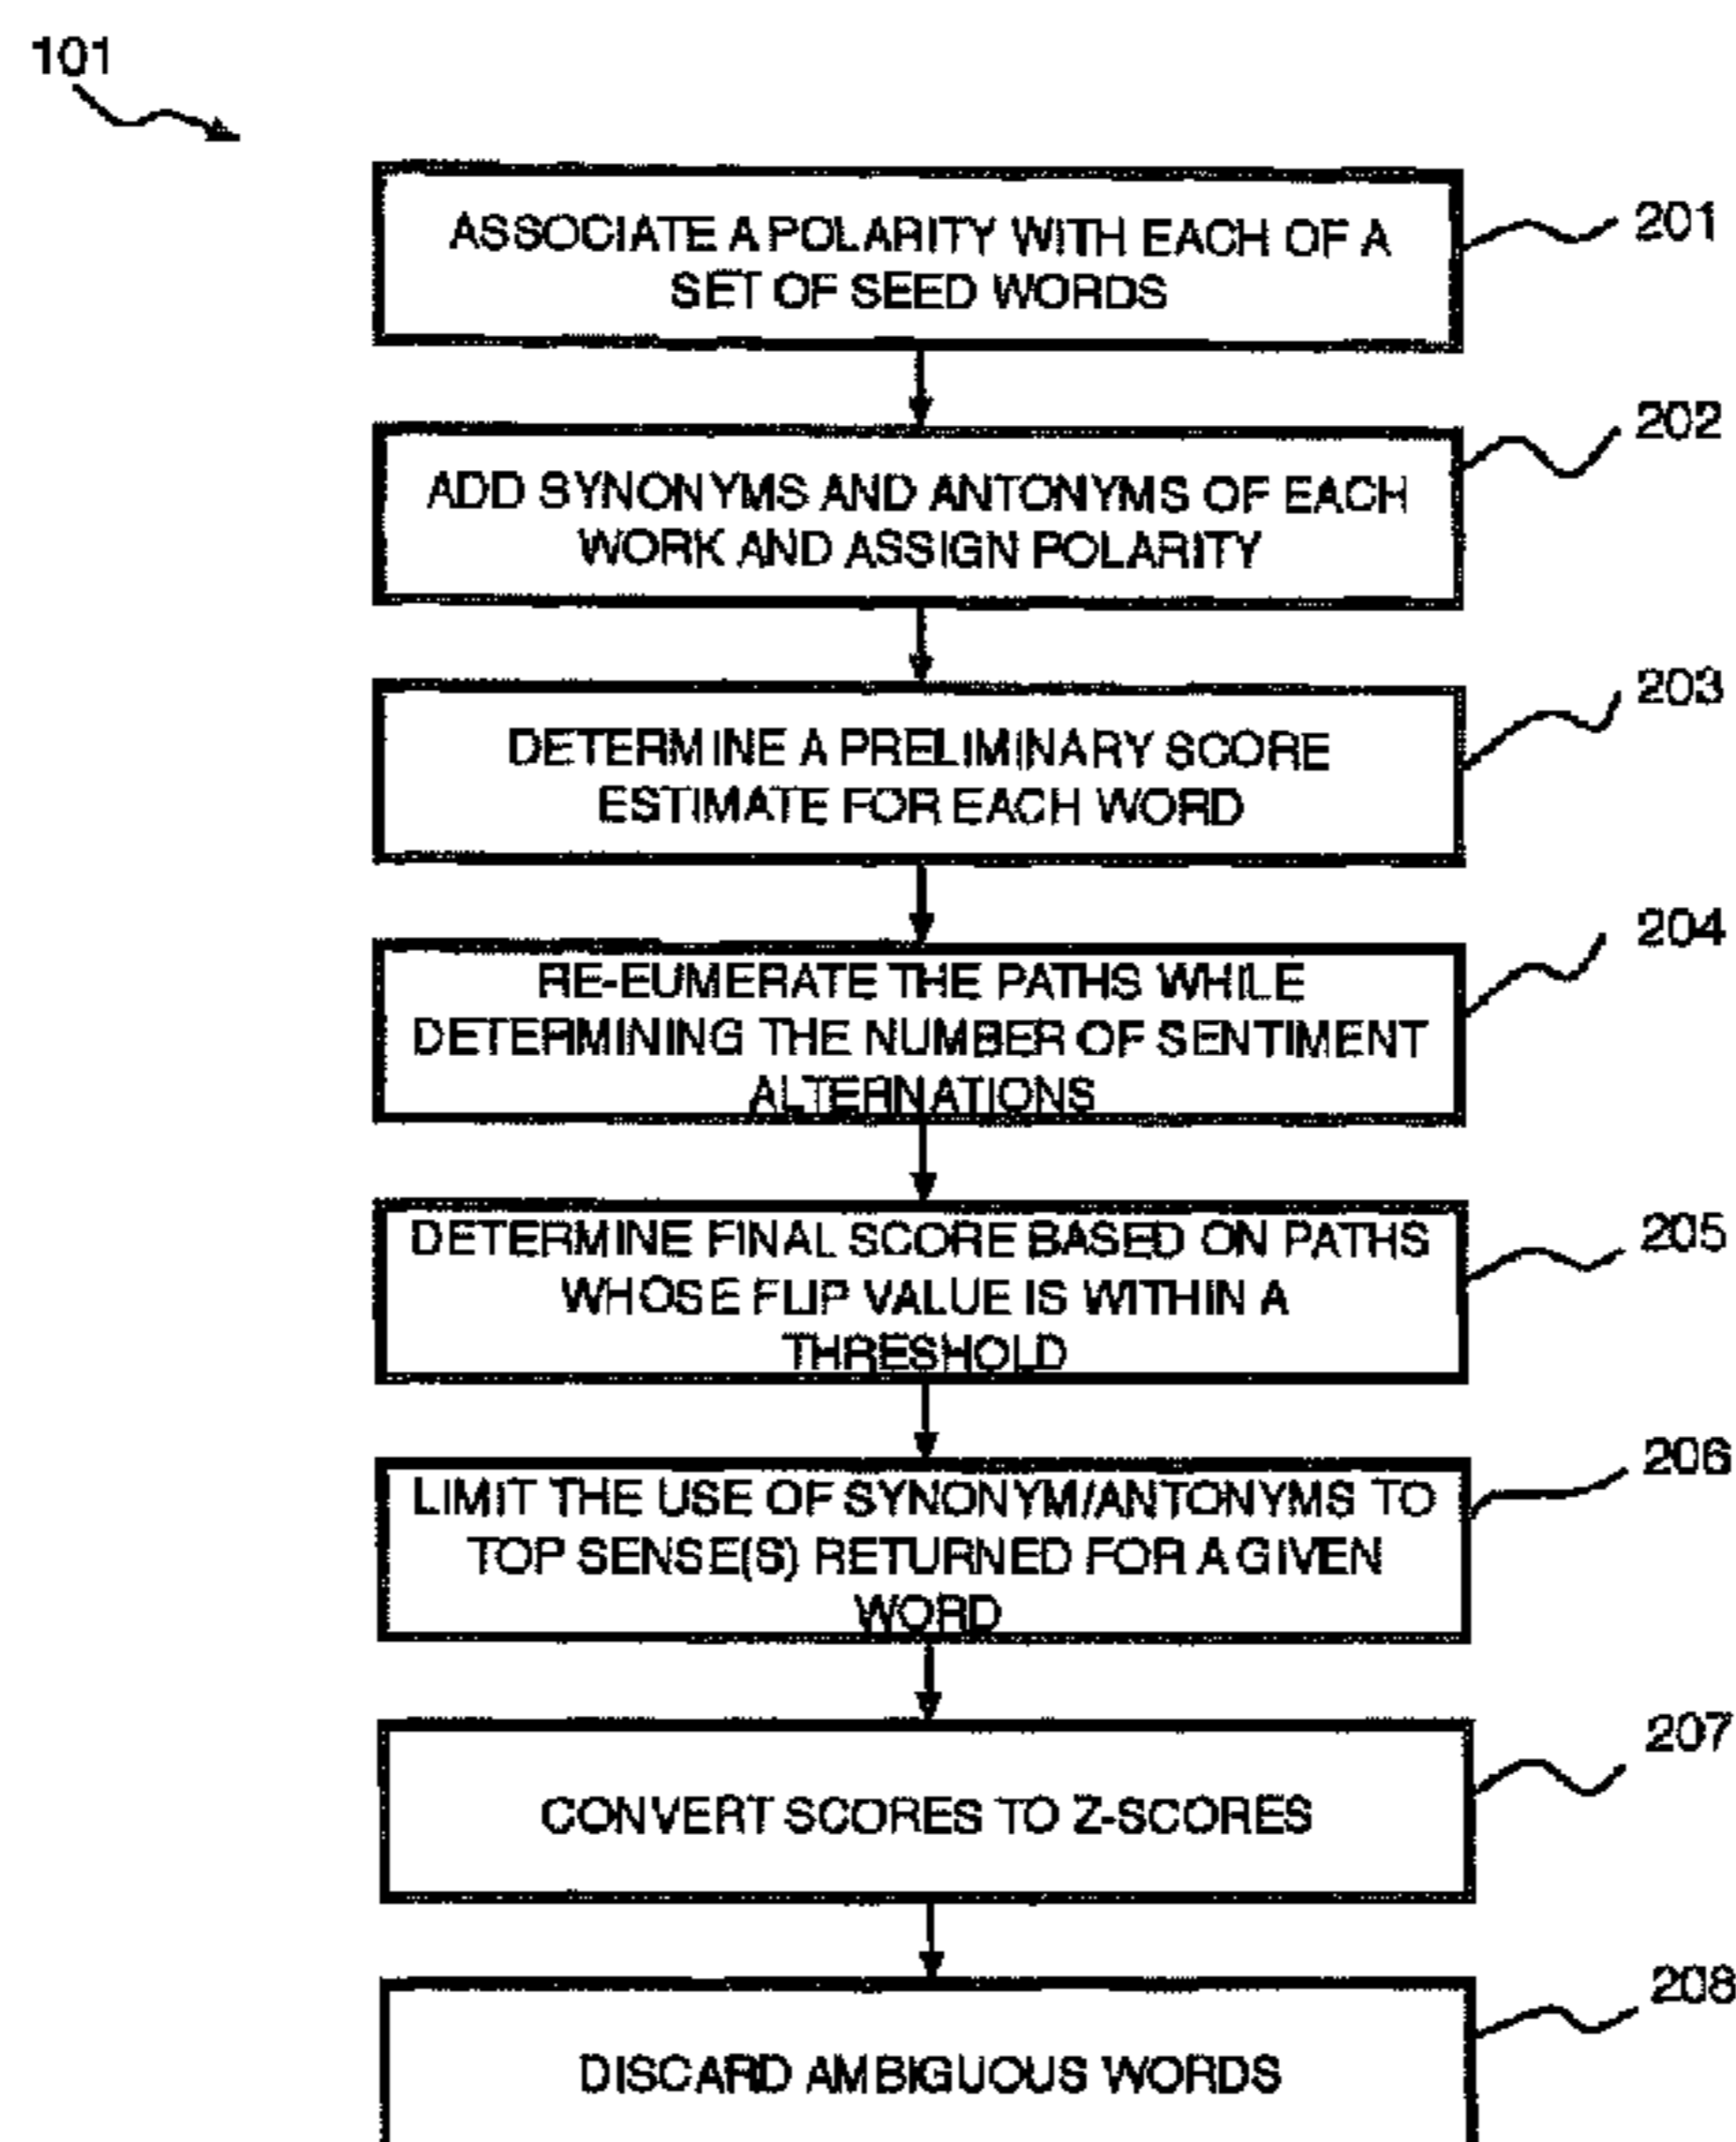 101
ASSOCIATE A POLARITY WITH EACH OF A
SET OF SEED WORDS
201
ADD SYNONYMS AND ANTONYMS OF EACH
WORK AND ASSIGN POLARITY
202
DETERMINE A PRELIMINARY SCORE
ESTIMATE FOR EACH WORD
203
RE-EUMERATE THE PATHS WHILE
DETERMINING THE NUMBER OF SENTIMENT
ALTERNATIONS
204
DETERMINE FINAL SCORE BASED ON PATHS
WHOSE FLIP VALUE IS WITHIN A
THRESHOLD
205
LIMIT THE USE OF SYNONYM/ANTONYMS TO
TOP SENSE(S) RETURNED FOR A GIVEN
WORD
206
CONVERT SCORES TO Z-SCORES
207
DISCARD AMBIGUOUS WORDS
208